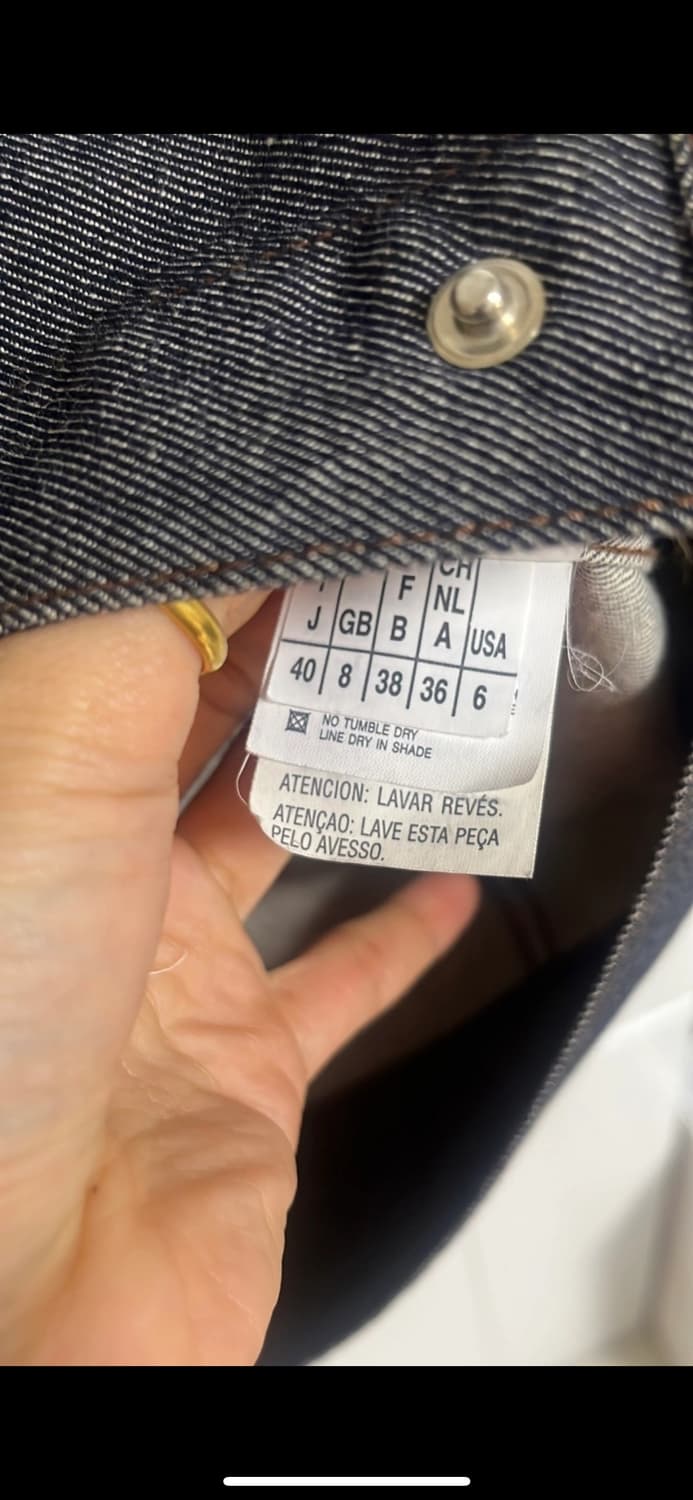 F CH
NL
J GB B A USA
40 8 38 36 6
NO TUMBLE DRY
LINE DRY IN SHADE
ATENCION: LAVAR REVÉS.
ATENÇAO: LAVE ESTA PEÇA
PELO AVESSO.